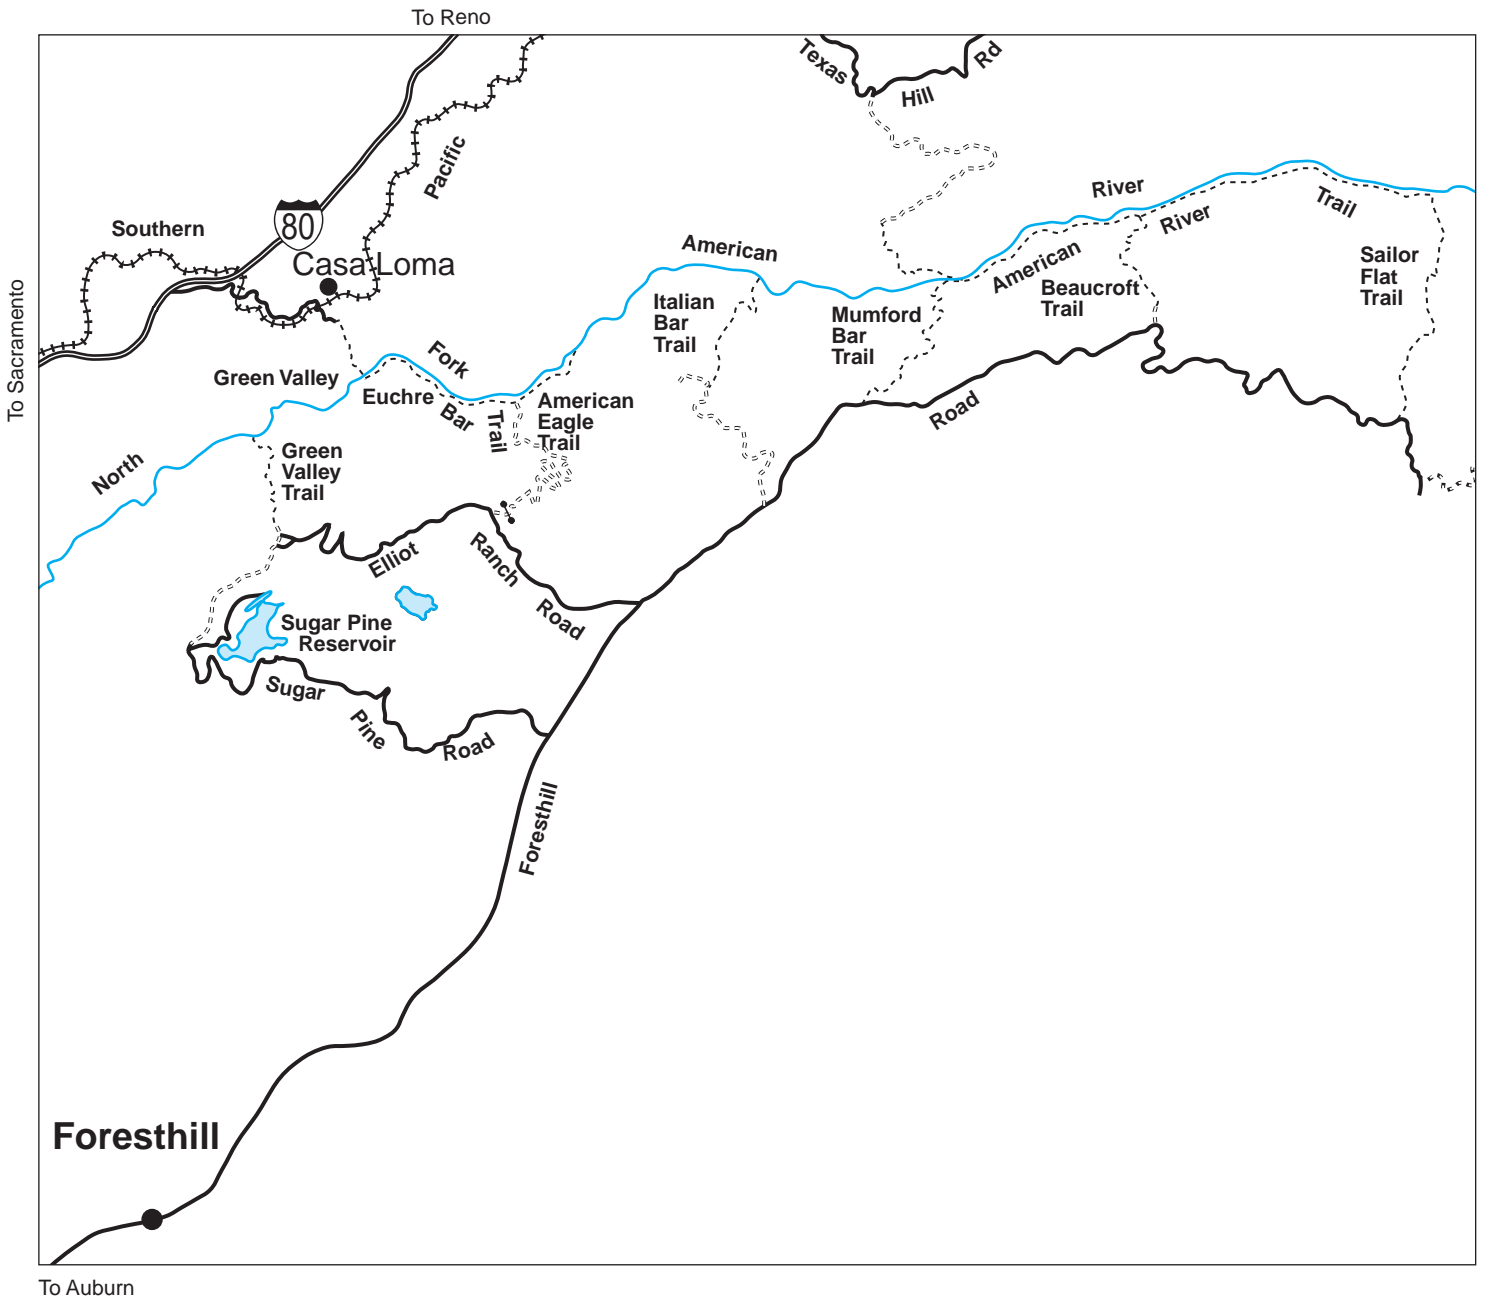 To Reno
Texas
Hill
Rd
Pacific
Southern
80
Casa Loma
To Sacramento
American
River
River
Trail
American
Sailor
Flat
Trail
Beaucroft
Trail
Italian
Bar
Trail
Mumford
Bar
Trail
Fork
Green Valley
Euchre
Bar
Trail
American
Eagle
Trail
Road
North
Green
Valley
Trail
Elliot
Ranch
Road
Sugar Pine
Reservoir
Sugar
Pine
Road
Foresthill
Foresthill
To Auburn